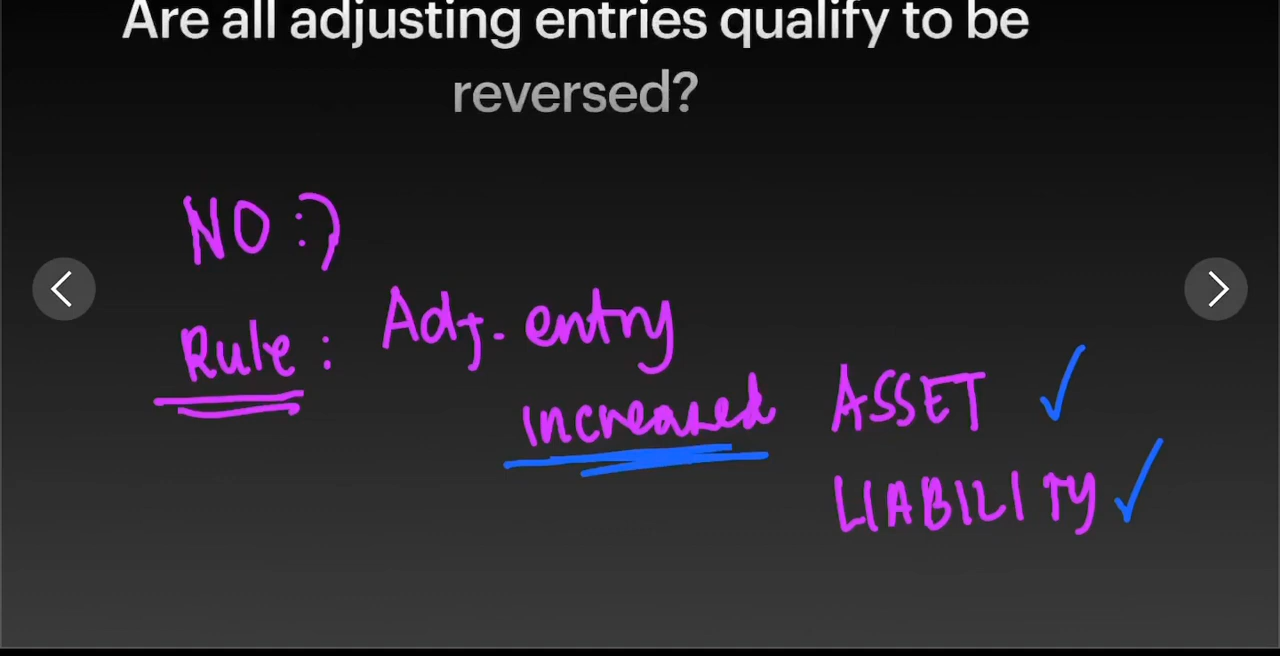 Are all adjusting entries qualify to be
reversed?
NO :)
Rule: Adj. entry
increased ASSET
LIABILITY